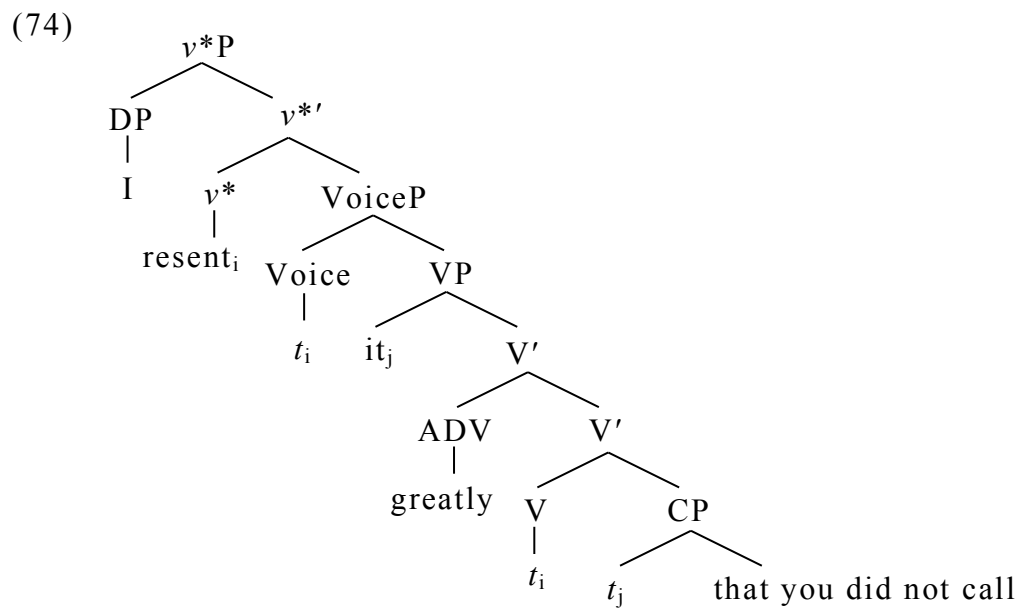 (74)
v*P
DP v*′
I v* VoiceP
resentᵢ Voice VP
tᵢ itⱼ V′
ADV V′
greatly V CP
tᵢ tⱼ that you did not call